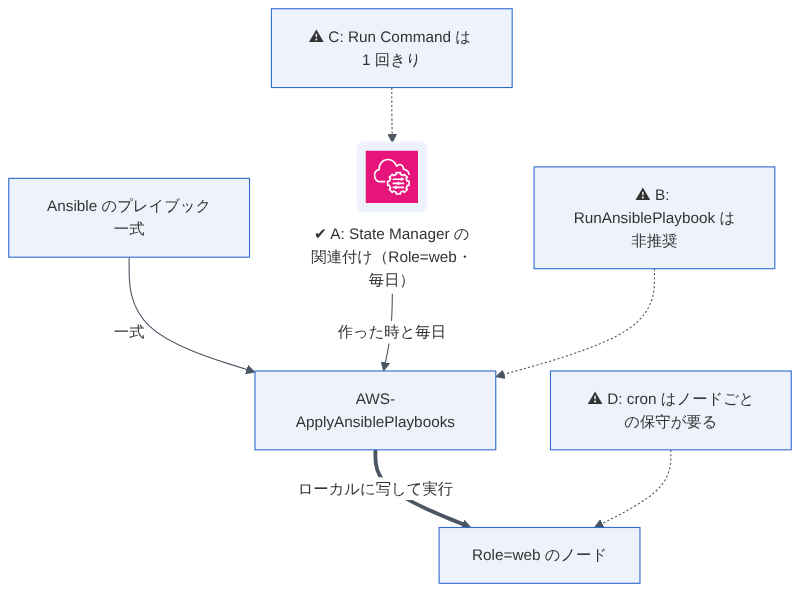 ⚠ C: Run Command は
1 回きり
Ansible のプレイブック
一式
✔ A: State Manager の
関連付け（Role=web・
毎日）
⚠ B:
RunAnsiblePlaybook は
非推奨
一式
作った時と毎日
AWS-
ApplyAnsiblePlaybooks
⚠ D: cron はノードごと
の保守が要る
ローカルに写して実行
Role=web のノード